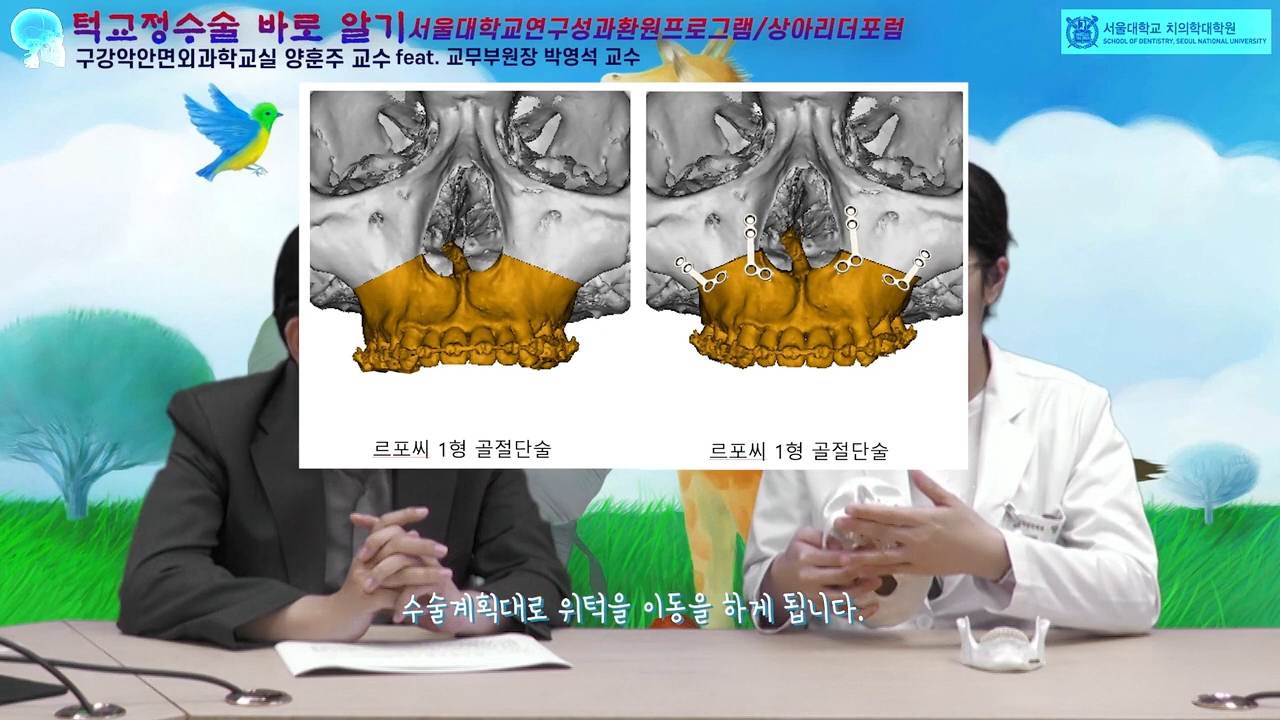 턱교정수술 바로 알기 서울대학교연구성과환원프로그램/상아리더포럼
구강악안면외과학교실 양훈주 교수 feat. 교무부원장 박영석 교수
서울대학교 치의학대학원
SCHOOL OF DENTISTRY, SEOUL NATIONAL UNIVERSITY
르포씨 1형 골절단술
르포씨 1형 골절단술
수술계획대로 위턱을 이동을 하게 됩니다.